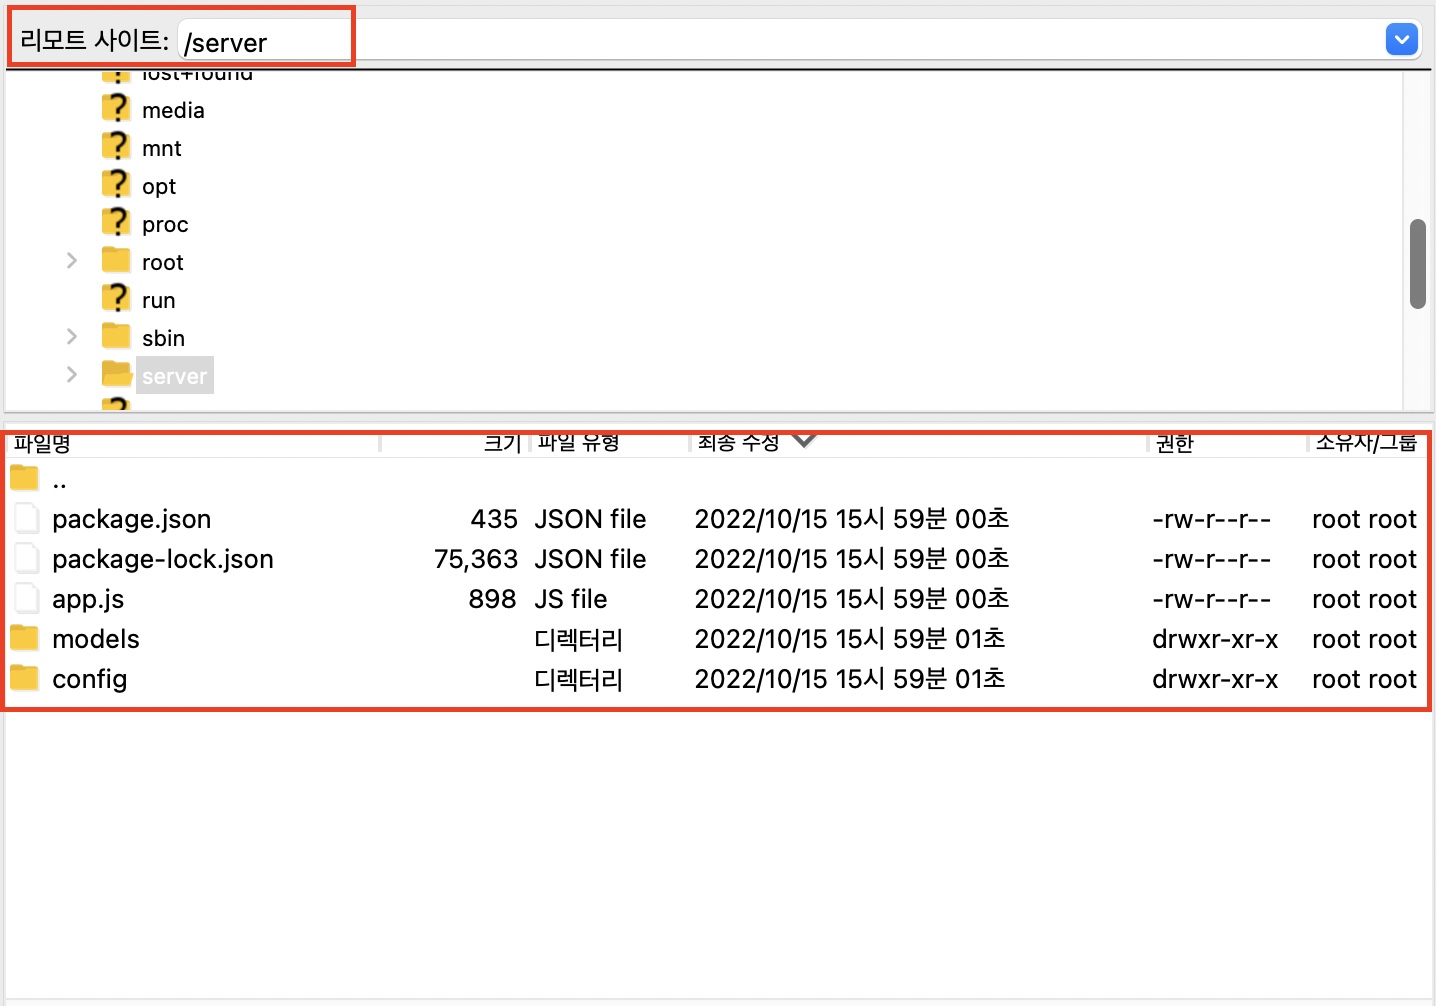 리모트 사이트: /server
lost+found
media
mnt
opt
proc
root
run
sbin
server
파일명 크기 파일 유형 최종 수정 권한 소유자/그룹
..
package.json 435 JSON file 2022/10/15 15시 59분 00초 -rw-r--r-- root root
package-lock.json 75,363 JSON file 2022/10/15 15시 59분 00초 -rw-r--r-- root root
app.js 898 JS file 2022/10/15 15시 59분 00초 -rw-r--r-- root root
models 디렉터리 2022/10/15 15시 59분 01초 drwxr-xr-x root root
config 디렉터리 2022/10/15 15시 59분 01초 drwxr-xr-x root root